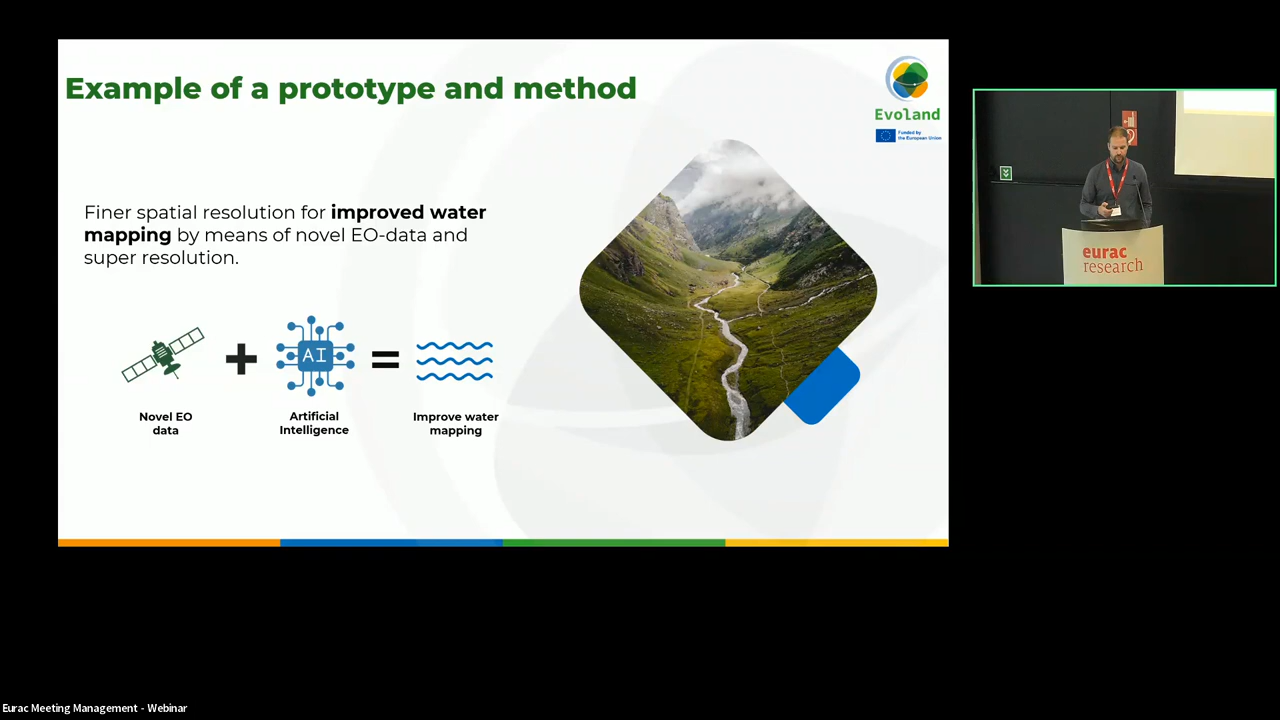 Example of a prototype and method
Evoland
Funded by
the European Union
Finer spatial resolution for improved water
mapping by means of novel EO-data and
super resolution.
AI
Novel EO
data
Artificial
Intelligence
Improve water
mapping
eurac
research
Eurac Meeting Management - Webinar